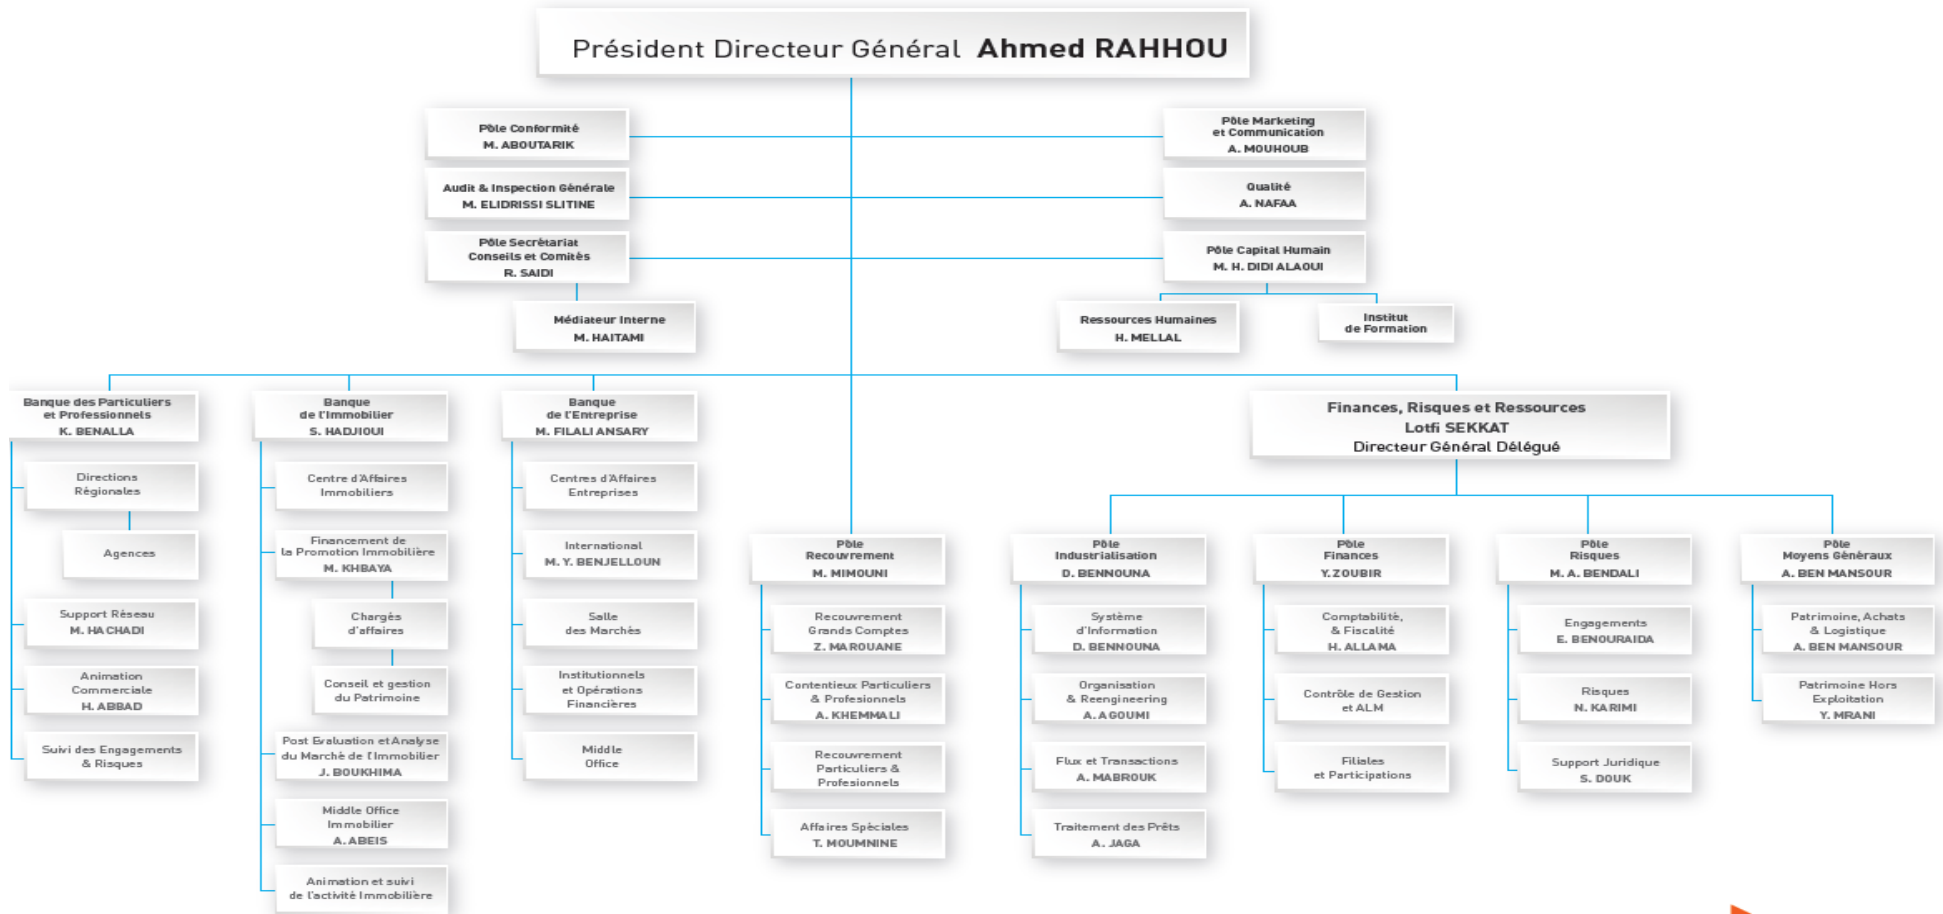 Président Directeur Général Ahmed RAHHOU
Pôle Conformité
M. ABOUTARIK
Pôle Marketing
et Communication
A. MOUHOUB
Audit & Inspection Générale
M. ELIDRISSI SLITINE
Qualité
A. NAFAA
Pôle Secrétariat
Conseils et Comités
R. SAIDI
Pôle Capital Humain
M. H. DIDI ALAOUI
Médiateur Interne
M. HAITAMI
Ressources Humaines
H. MELLAL
Institut
de Formation
Banque des Particuliers
et Professionnels
K. BENALLA
Directions
Régionales
Agences
Support Réseau
M. HACHADI
Animation
Commerciale
H. ABBAD
Suivi des Engagements
& Risques
Banque
de l'Immobilier
S. HADJIOUI
Centre d'Affaires
Immobiliers
Financement de
la Promotion Immobilière
M. KHBAYA
Chargés
d'affaires
Conseil et gestion
du Patrimoine
Post Evaluation et Analyse
du Marché de l'Immobilier
J. BOUKHIMA
Middle Office
Immobilier
A. ABEIS
Animation et suivi
de l'activité Immobilière
Banque
de l'Entreprise
M. FILALI ANSARY
Centres d'Affaires
Entreprises
International
M. Y. BENJELLOUN
Salle
des Marchés
Institutionnels
et Opérations
Financières
Middle
Office
Pôle
Recouvrement
M. MIMOUNI
Recouvrement
Grands Comptes
Z. MAROUANE
Contentieux Particuliers
& Profesionnels
A. KHEMMALI
Recouvrement
Particuliers &
Profesionnels
Affaires Spéciales
T. MOUMNINE
Finances, Risques et Ressources
Lotfi SEKKAT
Directeur Général Délégué
Pôle
Industrialisation
D. BENNOUNA
Système
d'Information
D. BENNOUNA
Organisation
& Reengineering
A. AGOUMI
Flux et Transactions
A. MABROUK
Traitement des Prêts
A. JAGA
Pôle
Finances
Y. ZOUBIR
Comptabilité,
& Fiscalité
H. ALLAMA
Contrôle de Gestion
et ALM
Filiales
et Participations
Pôle
Risques
M. A. BENDALI
Engagements
E. BENOURAIDA
Risques
N. KARIMI
Support Juridique
S. DOUK
Pôle
Moyens Généraux
A. BEN MANSOUR
Patrimoine, Achats
& Logistique
A. BEN MANSOUR
Patrimoine Hors
Exploitation
Y. MRANI